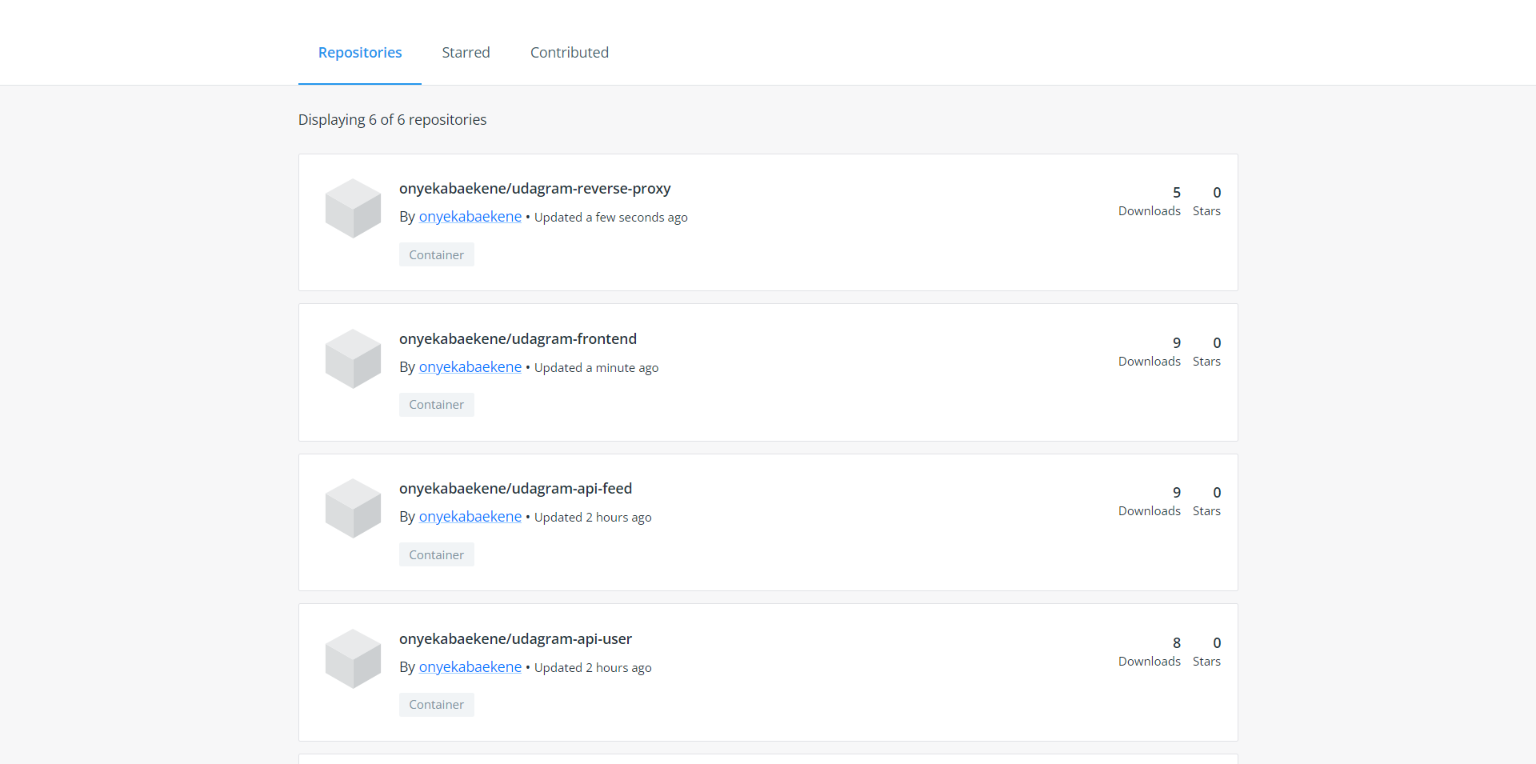 Repositories Starred Contributed
Displaying 6 of 6 repositories
onyekabaekene/udagram-reverse-proxy
By onyekabaekene • Updated a few seconds ago
Container
5 0
Downloads Stars
onyekabaekene/udagram-frontend
By onyekabaekene • Updated a minute ago
Container
9 0
Downloads Stars
onyekabaekene/udagram-api-feed
By onyekabaekene • Updated 2 hours ago
Container
9 0
Downloads Stars
onyekabaekene/udagram-api-user
By onyekabaekene • Updated 2 hours ago
Container
8 0
Downloads Stars